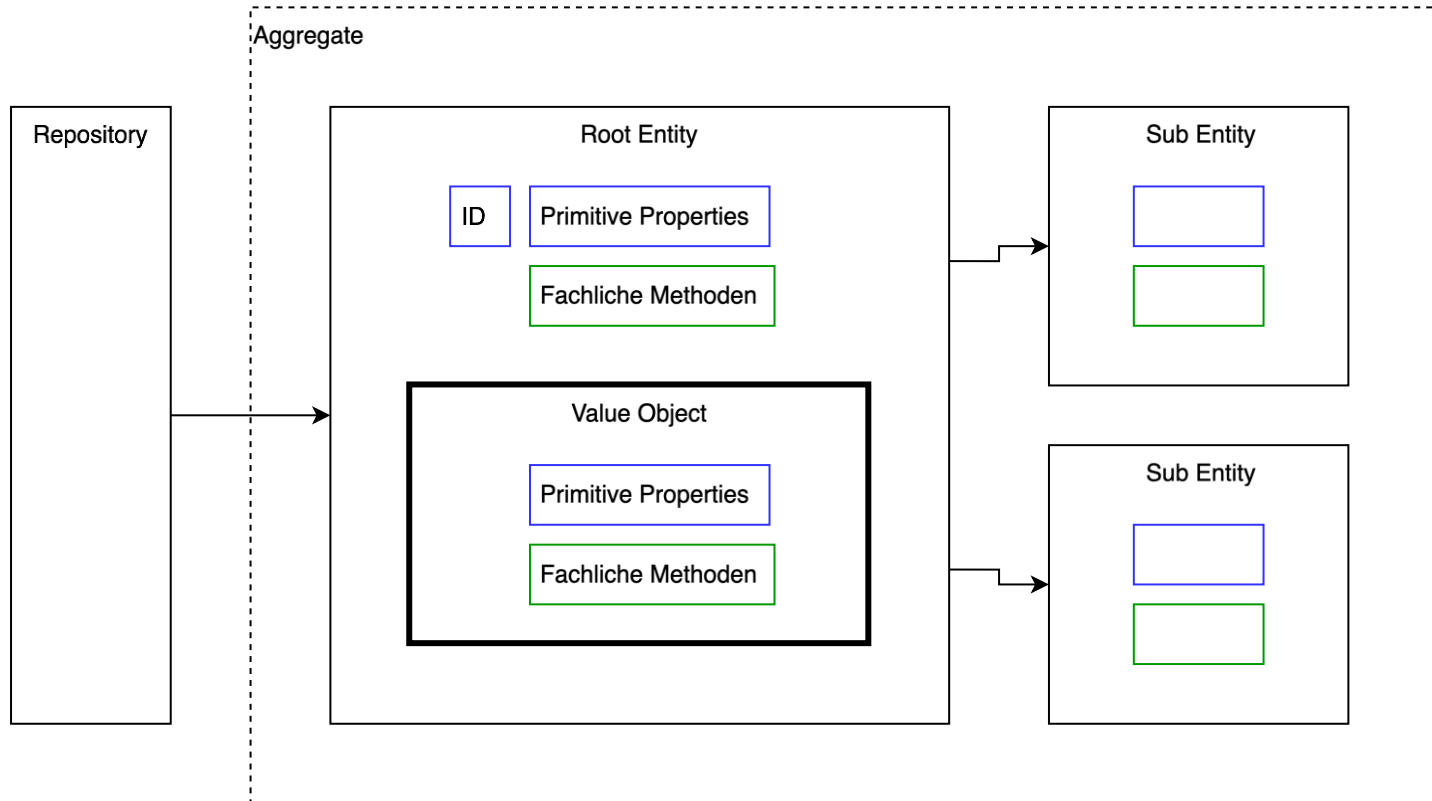 Aggregate
Repository
Root Entity
ID
Primitive Properties
Fachliche Methoden
Value Object
Primitive Properties
Fachliche Methoden
Sub Entity
Sub Entity